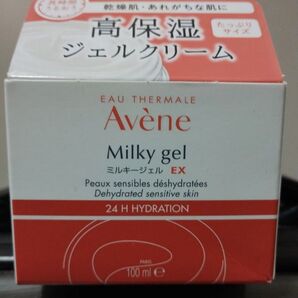 乾燥肌・あれがちな肌に
高保湿
ジェルクリーム
たっぷり
サイズ
EAU THERMALE
Avène
Milky gel
ミルキージェル EX
Peaux sensibles déshydratées
Dehydrated sensitive skin
24 H HYDRATION
PARIS
100 ml e